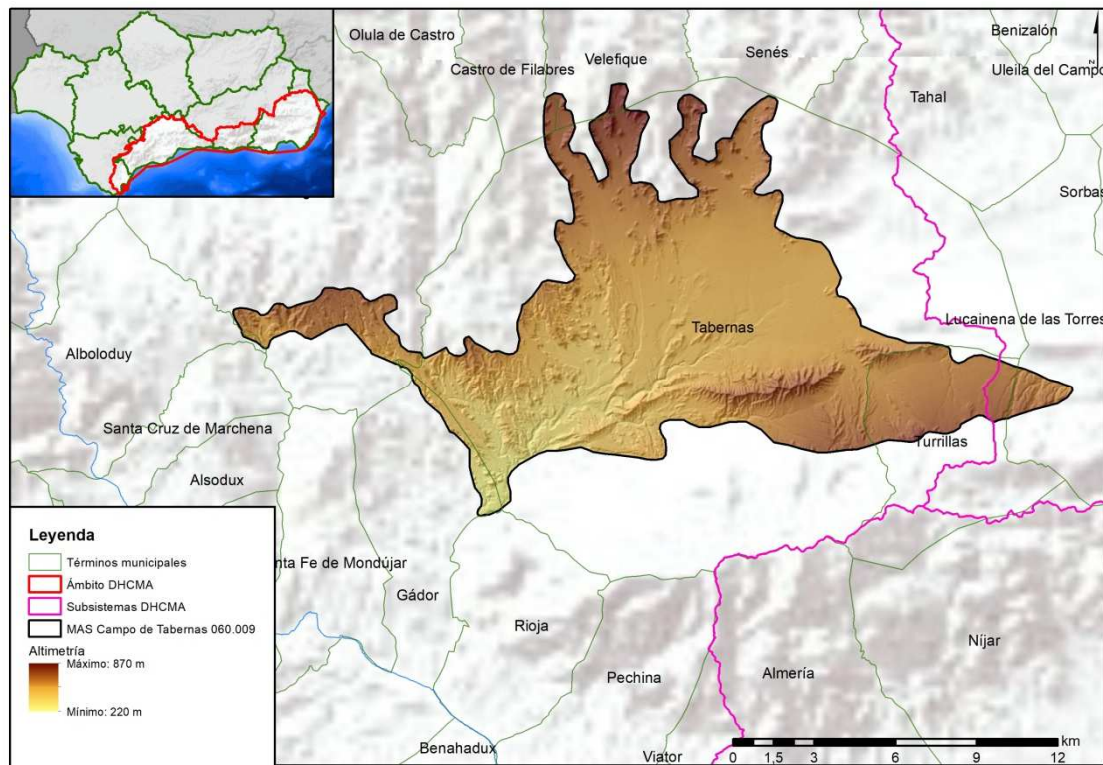 Olula de Castro
Velefique
Senés
Benizalón
Castro de Filabres
Uleila del Campo
Tahal
Sorbas
Lucainena de las Torres
Tabernas
Alboloduy
Santa Cruz de Marchena
Turrillas
Alsodux
nta Fe de Mondújar
Gádor
Rioja
Níjar
Pechina
Almería
Benahadux
Viator
Leyenda
Términos municipales
Ámbito DHCMA
Subsistemas DHCMA
MAS Campo de Tabernas 060.009
Altimetría
Máximo: 870 m
Mínimo: 220 m
km
0 1,5 3 6 9 12